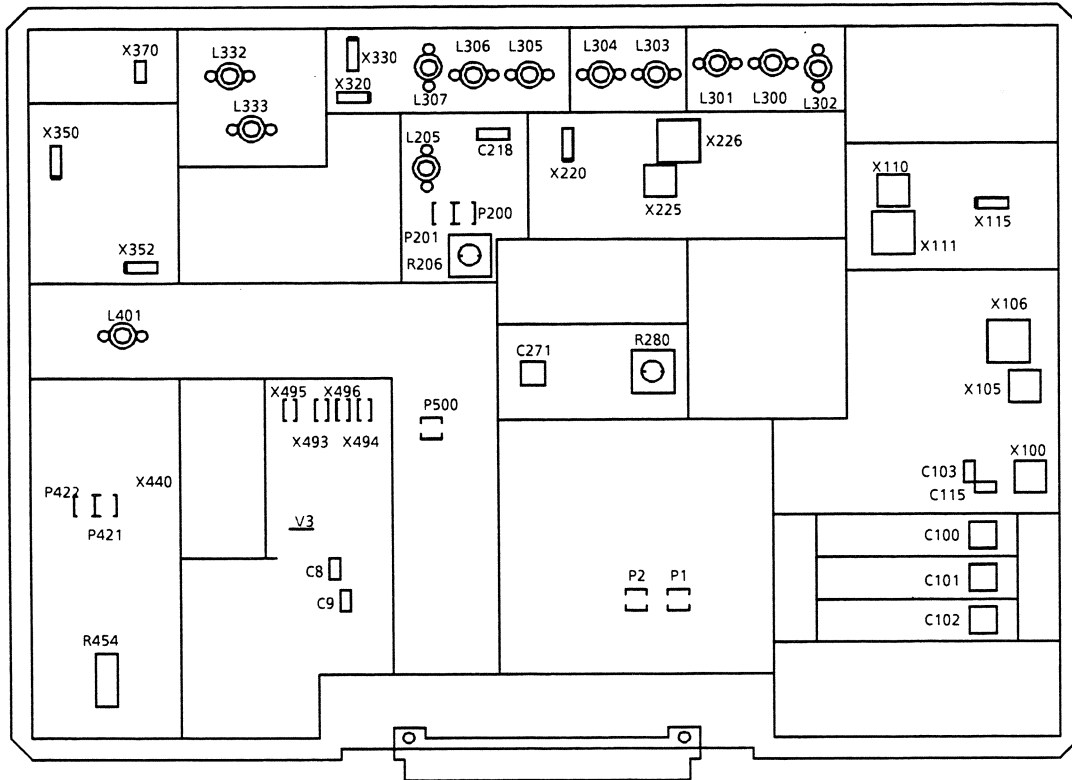 X370
L332
X330
L306
L305
L304
L303
X320
L307
L301
L300
L302
L333
X350
L205
C218
X220
X226
X225
X110
X115
X111
P200
P201
X352
R206
L401
X106
C271
R280
X105
X495
X496
P500
X493
X494
X440
C103
X100
P422
C115
P421
V3
C100
C8
P2
P1
C101
C9
C102
R454